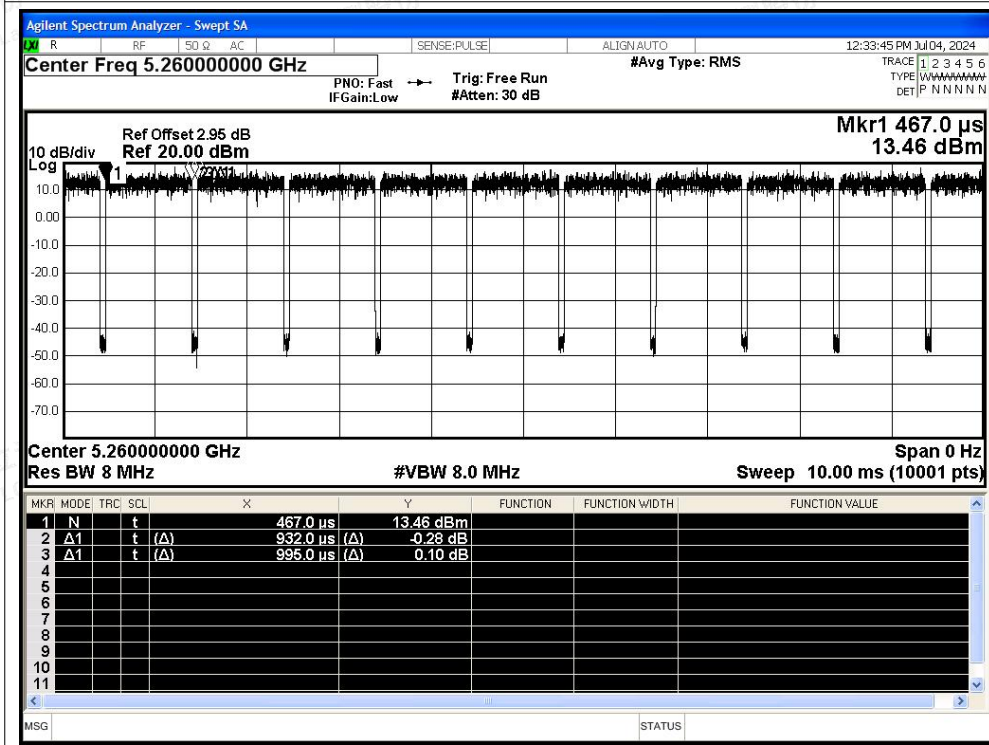 Agilent Spectrum Analyzer - Swept SA
LXI R RF 50 Ω AC SENSE:PULSE ALIGN AUTO 12:33:45 PM Jul 04, 2024
Center Freq 5.260000000 GHz #Avg Type: RMS TRACE 1 2 3 4 5 6
PNO: Fast Trig: Free Run TYPE
IFGain:Low #Atten: 30 dB DET P N N N N N
Mkr1 467.0 µs
Ref Offset 2.95 dB
10 dB/div Ref 20.00 dBm 13.46 dBm
Log
1
10.0
0.00
-10.0
-20.0
-30.0
-40.0
-50.0
-60.0
-70.0
Center 5.260000000 GHz Span 0 Hz
Res BW 8 MHz #VBW 8.0 MHz Sweep 10.00 ms (10001 pts)
MKR MODE TRC SCL X Y FUNCTION FUNCTION WIDTH FUNCTION VALUE
1 N t 467.0 µs 13.46 dBm
2 Δ1 t (Δ) 932.0 µs (Δ) -0.28 dB
3 Δ1 t (Δ) 995.0 µs (Δ) 0.10 dB
4
5
6
7
8
9
10
11
MSG STATUS